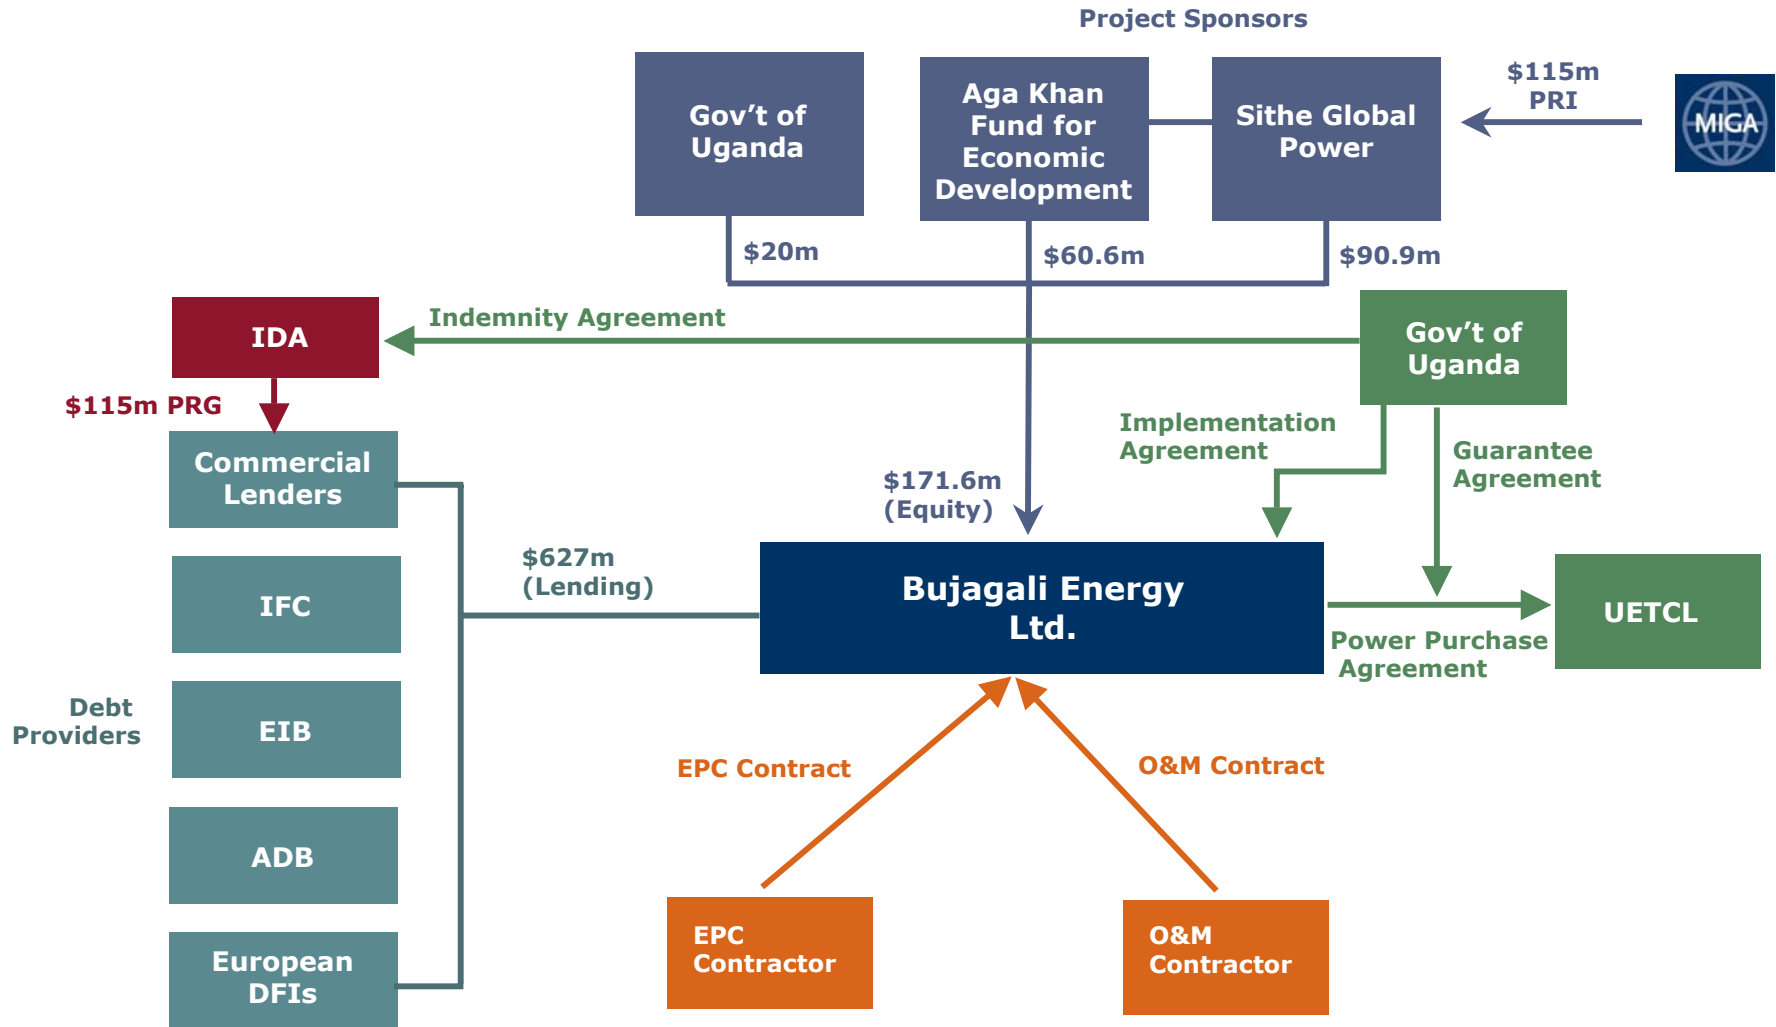 Project Sponsors
Gov’t of
Uganda
Aga Khan
Fund for
Economic
Development
Sithe Global
Power
$115m
PRI
MIGA
$20m
$60.6m
$90.9m
IDA
Indemnity Agreement
Gov’t of
Uganda
$115m PRG
Commercial
Lenders
Implementation
Agreement
Guarantee
Agreement
$171.6m
(Equity)
$627m
(Lending)
IFC
Bujagali Energy
Ltd.
UETCL
Power Purchase
Agreement
Debt
Providers
EIB
EPC Contract
O&M Contract
ADB
EPC
Contractor
O&M
Contractor
European
DFIs